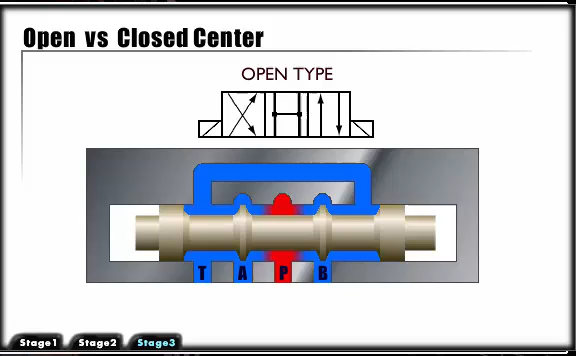 Open vs Closed Center
OPEN TYPE
T A P B
Stage1 Stage2 Stage3